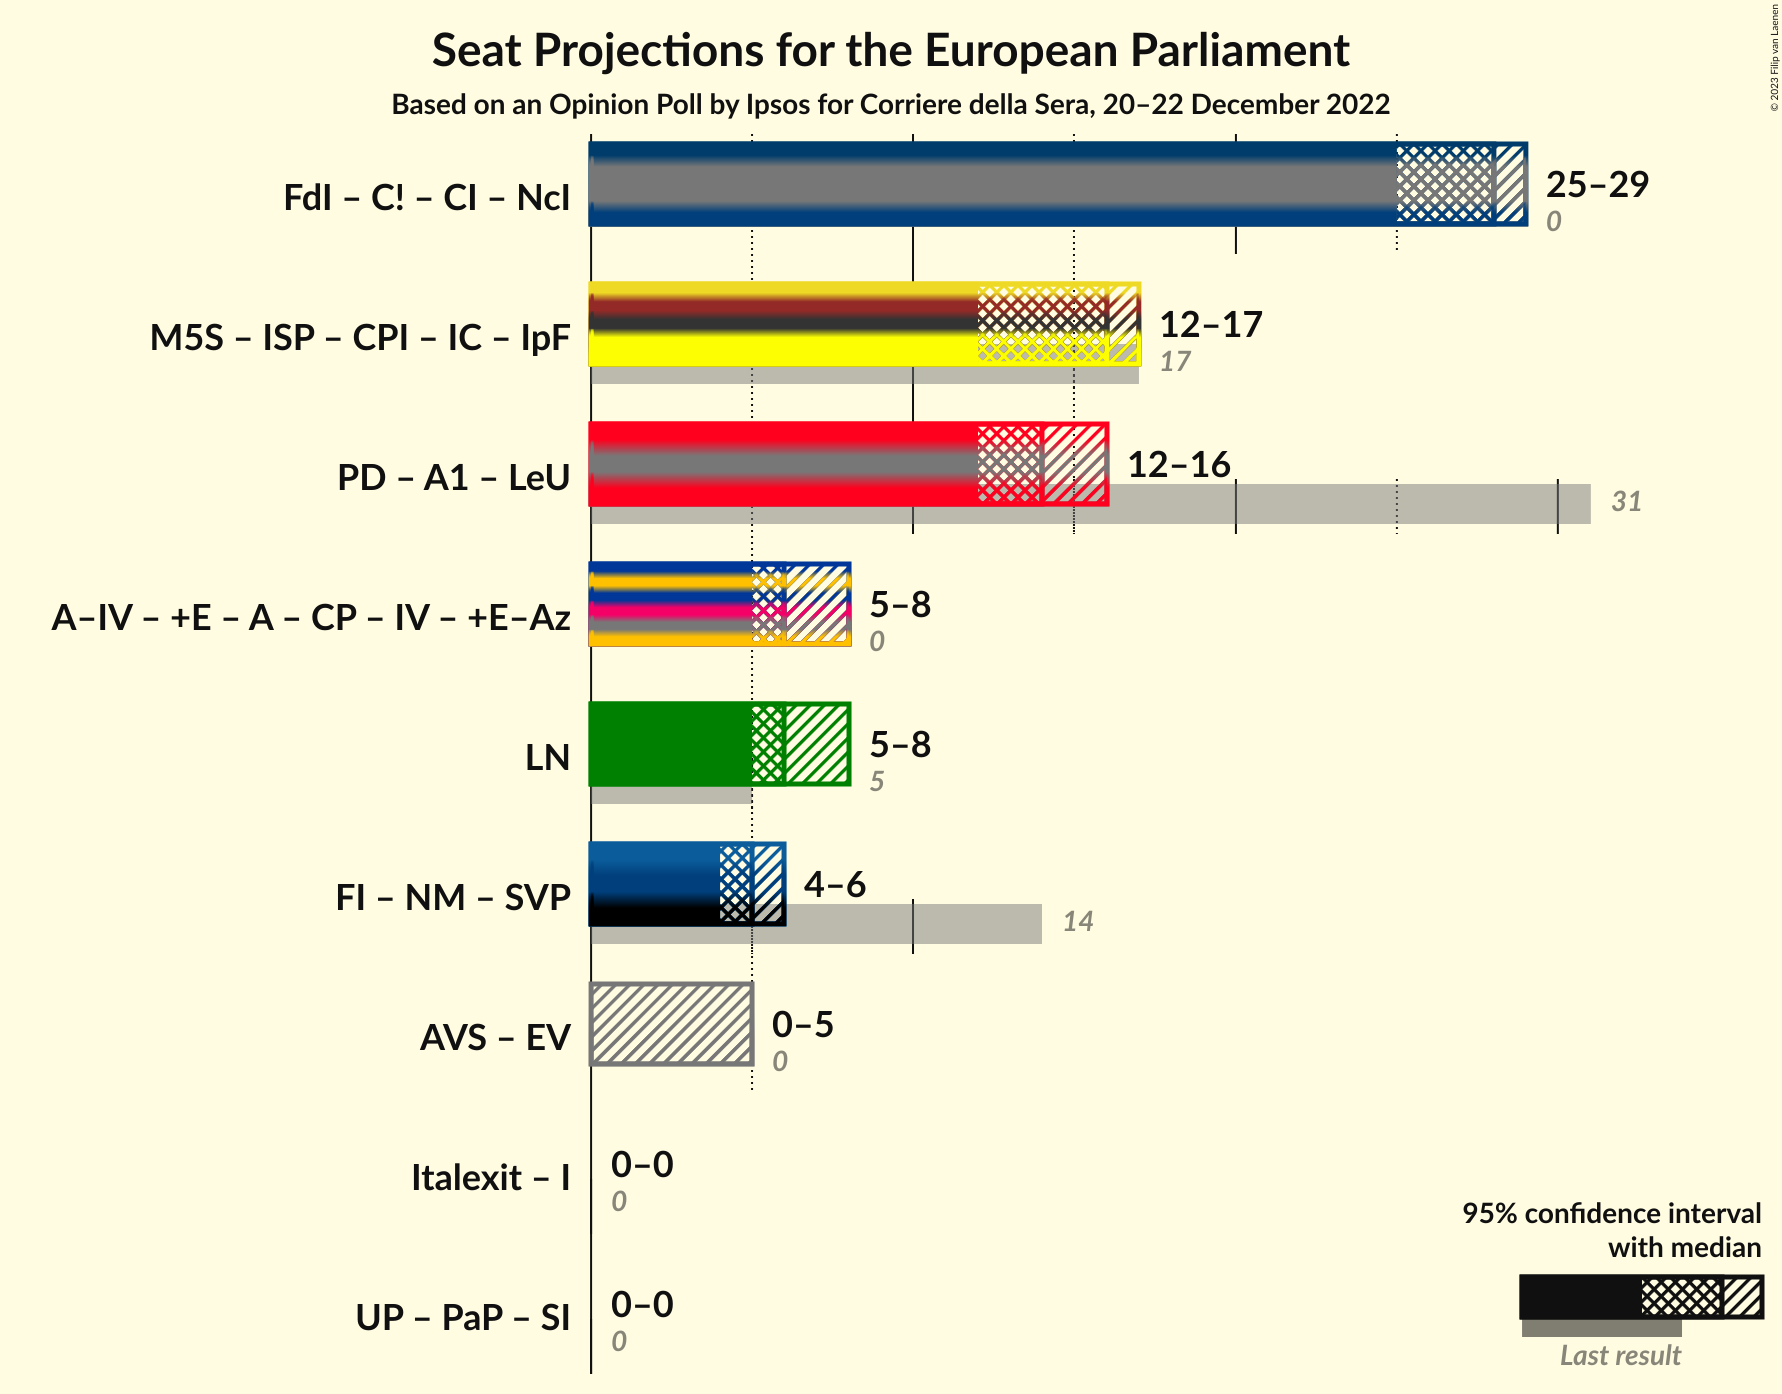 Seat Projections for the European Parliament
Based on an Opinion Poll by Ipsos for Corriere della Sera, 20–22 December 2022
© 2023 Filip van Laenen
FdI – C! – CI – NcI
25–29
0
M5S – ISP – CPI – IC – IpF
12–17
17
PD – A1 – LeU
12–16
31
A–IV – +E – A – CP – IV – +E–Az
5–8
0
LN
5–8
5
FI – NM – SVP
4–6
14
AVS – EV
0–5
0
Italexit – I
0–0
0
UP – PaP – SI
0–0
0
95% confidence interval
with median
Last result